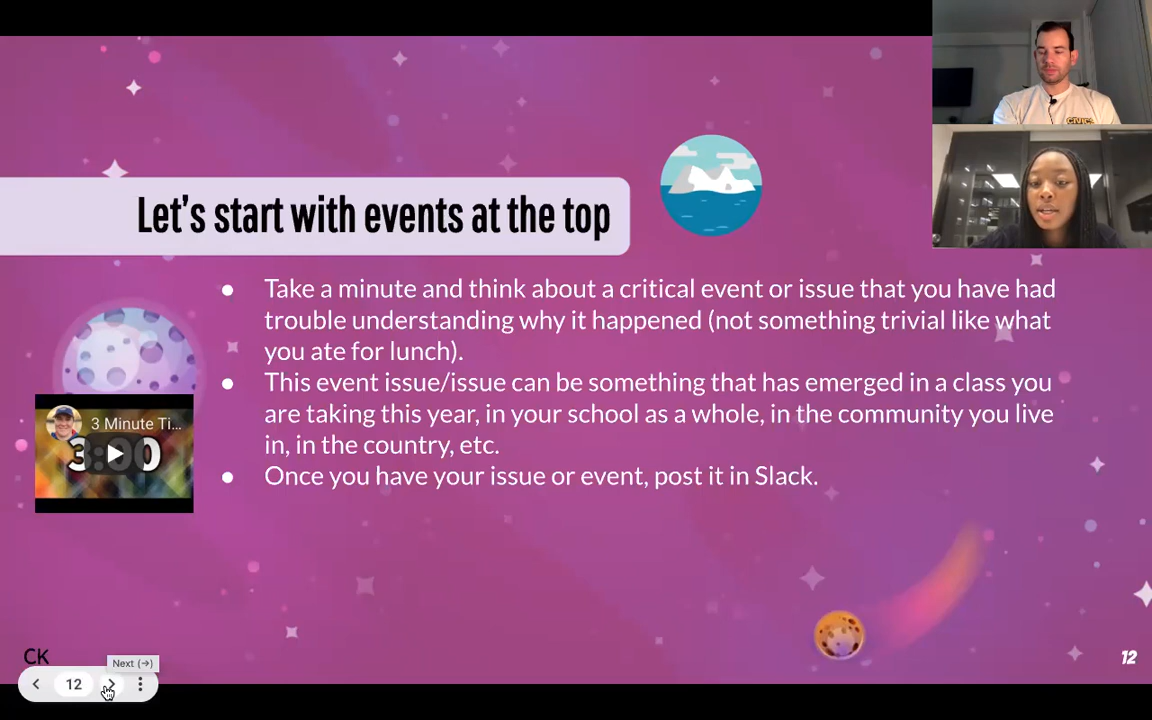 Let's start with events at the top
● Take a minute and think about a critical event or issue that you have had
trouble understanding why it happened (not something trivial like what
you ate for lunch).
● This event issue/issue can be something that has emerged in a class you
are taking this year, in your school as a whole, in the community you live
in, in the country, etc.
● Once you have your issue or event, post it in Slack.
3 Minute Ti...
3:00
CK
Next (→)
12
12